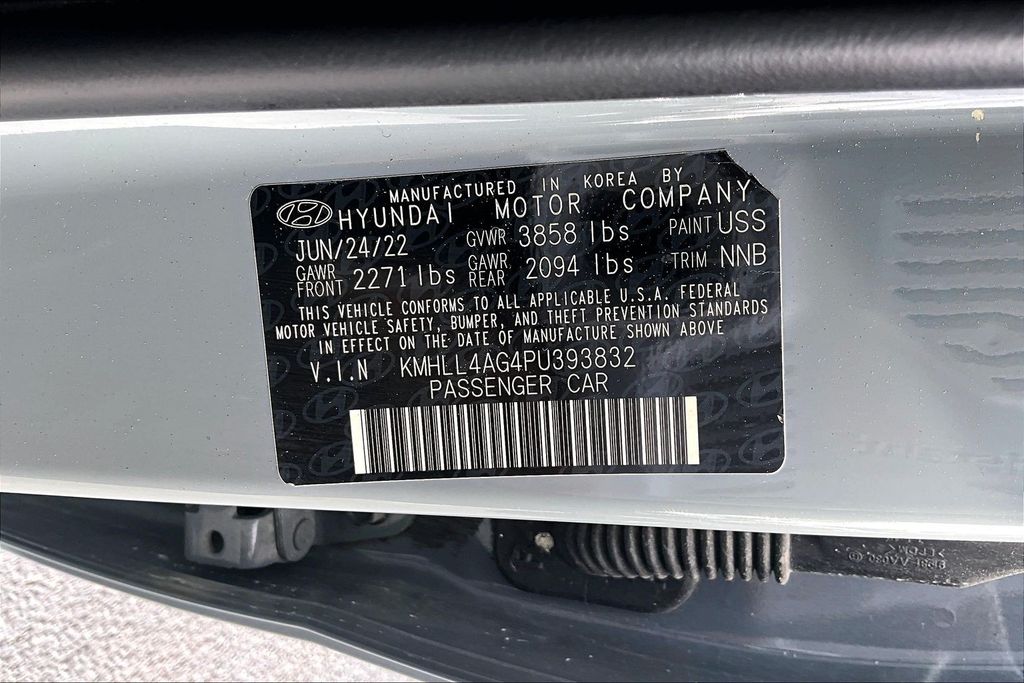 MANUFACTURED IN KOREA BY
HYUNDAI MOTOR COMPANY
JUN/24/22 GVWR 3858 lbs PAINT USS
GAWR FRONT 2271 lbs GAWR REAR 2094 lbs TRIM NNB
THIS VEHICLE CONFORMS TO ALL APPLICABLE U.S.A. FEDERAL
MOTOR VEHICLE SAFETY, BUMPER, AND THEFT PREVENTION STANDARDS
IN EFFECT ON THE DATE OF MANUFACTURE SHOWN ABOVE
V.I.N KMHLL4AG4PU393832
PASSENGER CAR